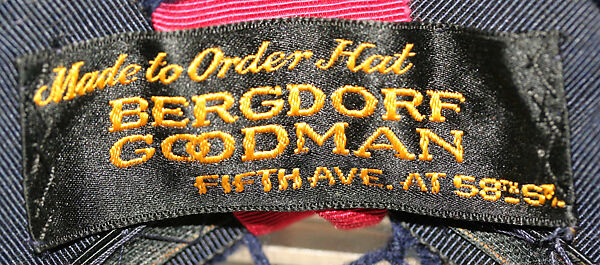 Made to Order Hat
BERGDORF
GOODMAN
FIFTH AVE. AT 58TH ST.